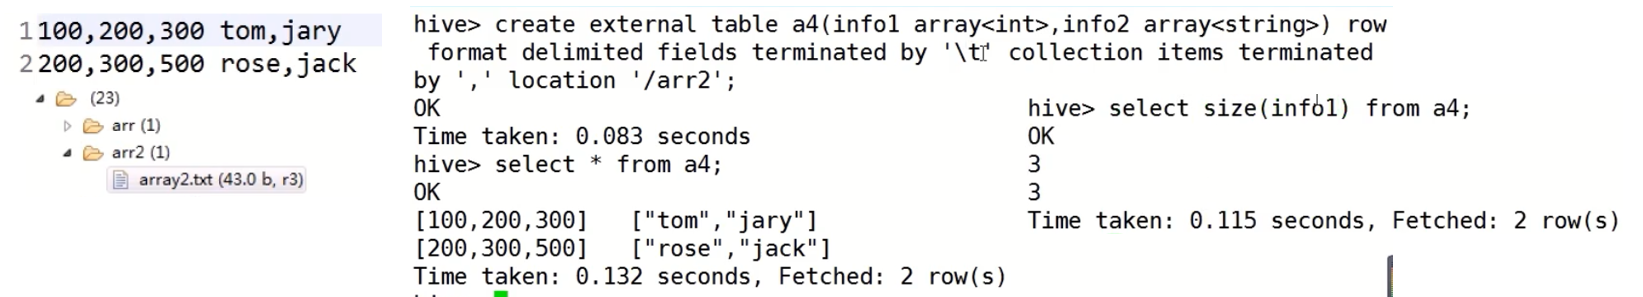 1 100,200,300 tom,jary
2 200,300,500 rose,jack
(23)
arr (1)
arr2 (1)
array2.txt (43.0 b, r3)
hive> create external table a4(info1 array<int>,info2 array<string>) row
format delimited fields terminated by '\t' collection items terminated
by ',' location '/arr2';
OK
Time taken: 0.083 seconds
hive> select * from a4;
OK
[100,200,300] ["tom","jary"]
[200,300,500] ["rose","jack"]
Time taken: 0.132 seconds, Fetched: 2 row(s)
hive> select size(info1) from a4;
OK
3
3
Time taken: 0.115 seconds, Fetched: 2 row(s)